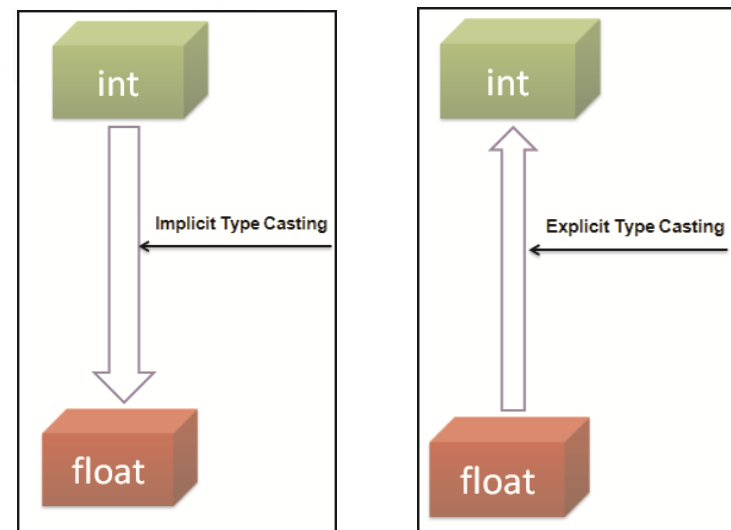 int
Implicit Type Casting
float
int
Explicit Type Casting
float